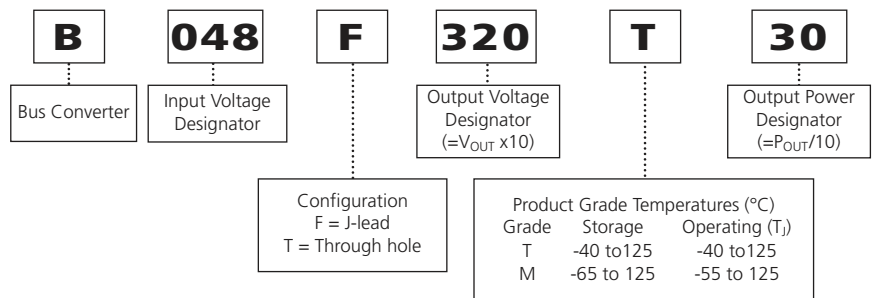 B 048 F 320 T 30
Bus Converter
Input Voltage
Designator
Output Voltage
Designator
(=VOUT x10)
Output Power
Designator
(=POUT/10)
Configuration
F = J-lead
T = Through hole
Product Grade Temperatures (°C)
Grade Storage Operating (TJ)
T -40 to125 -40 to125
M -65 to 125 -55 to 125